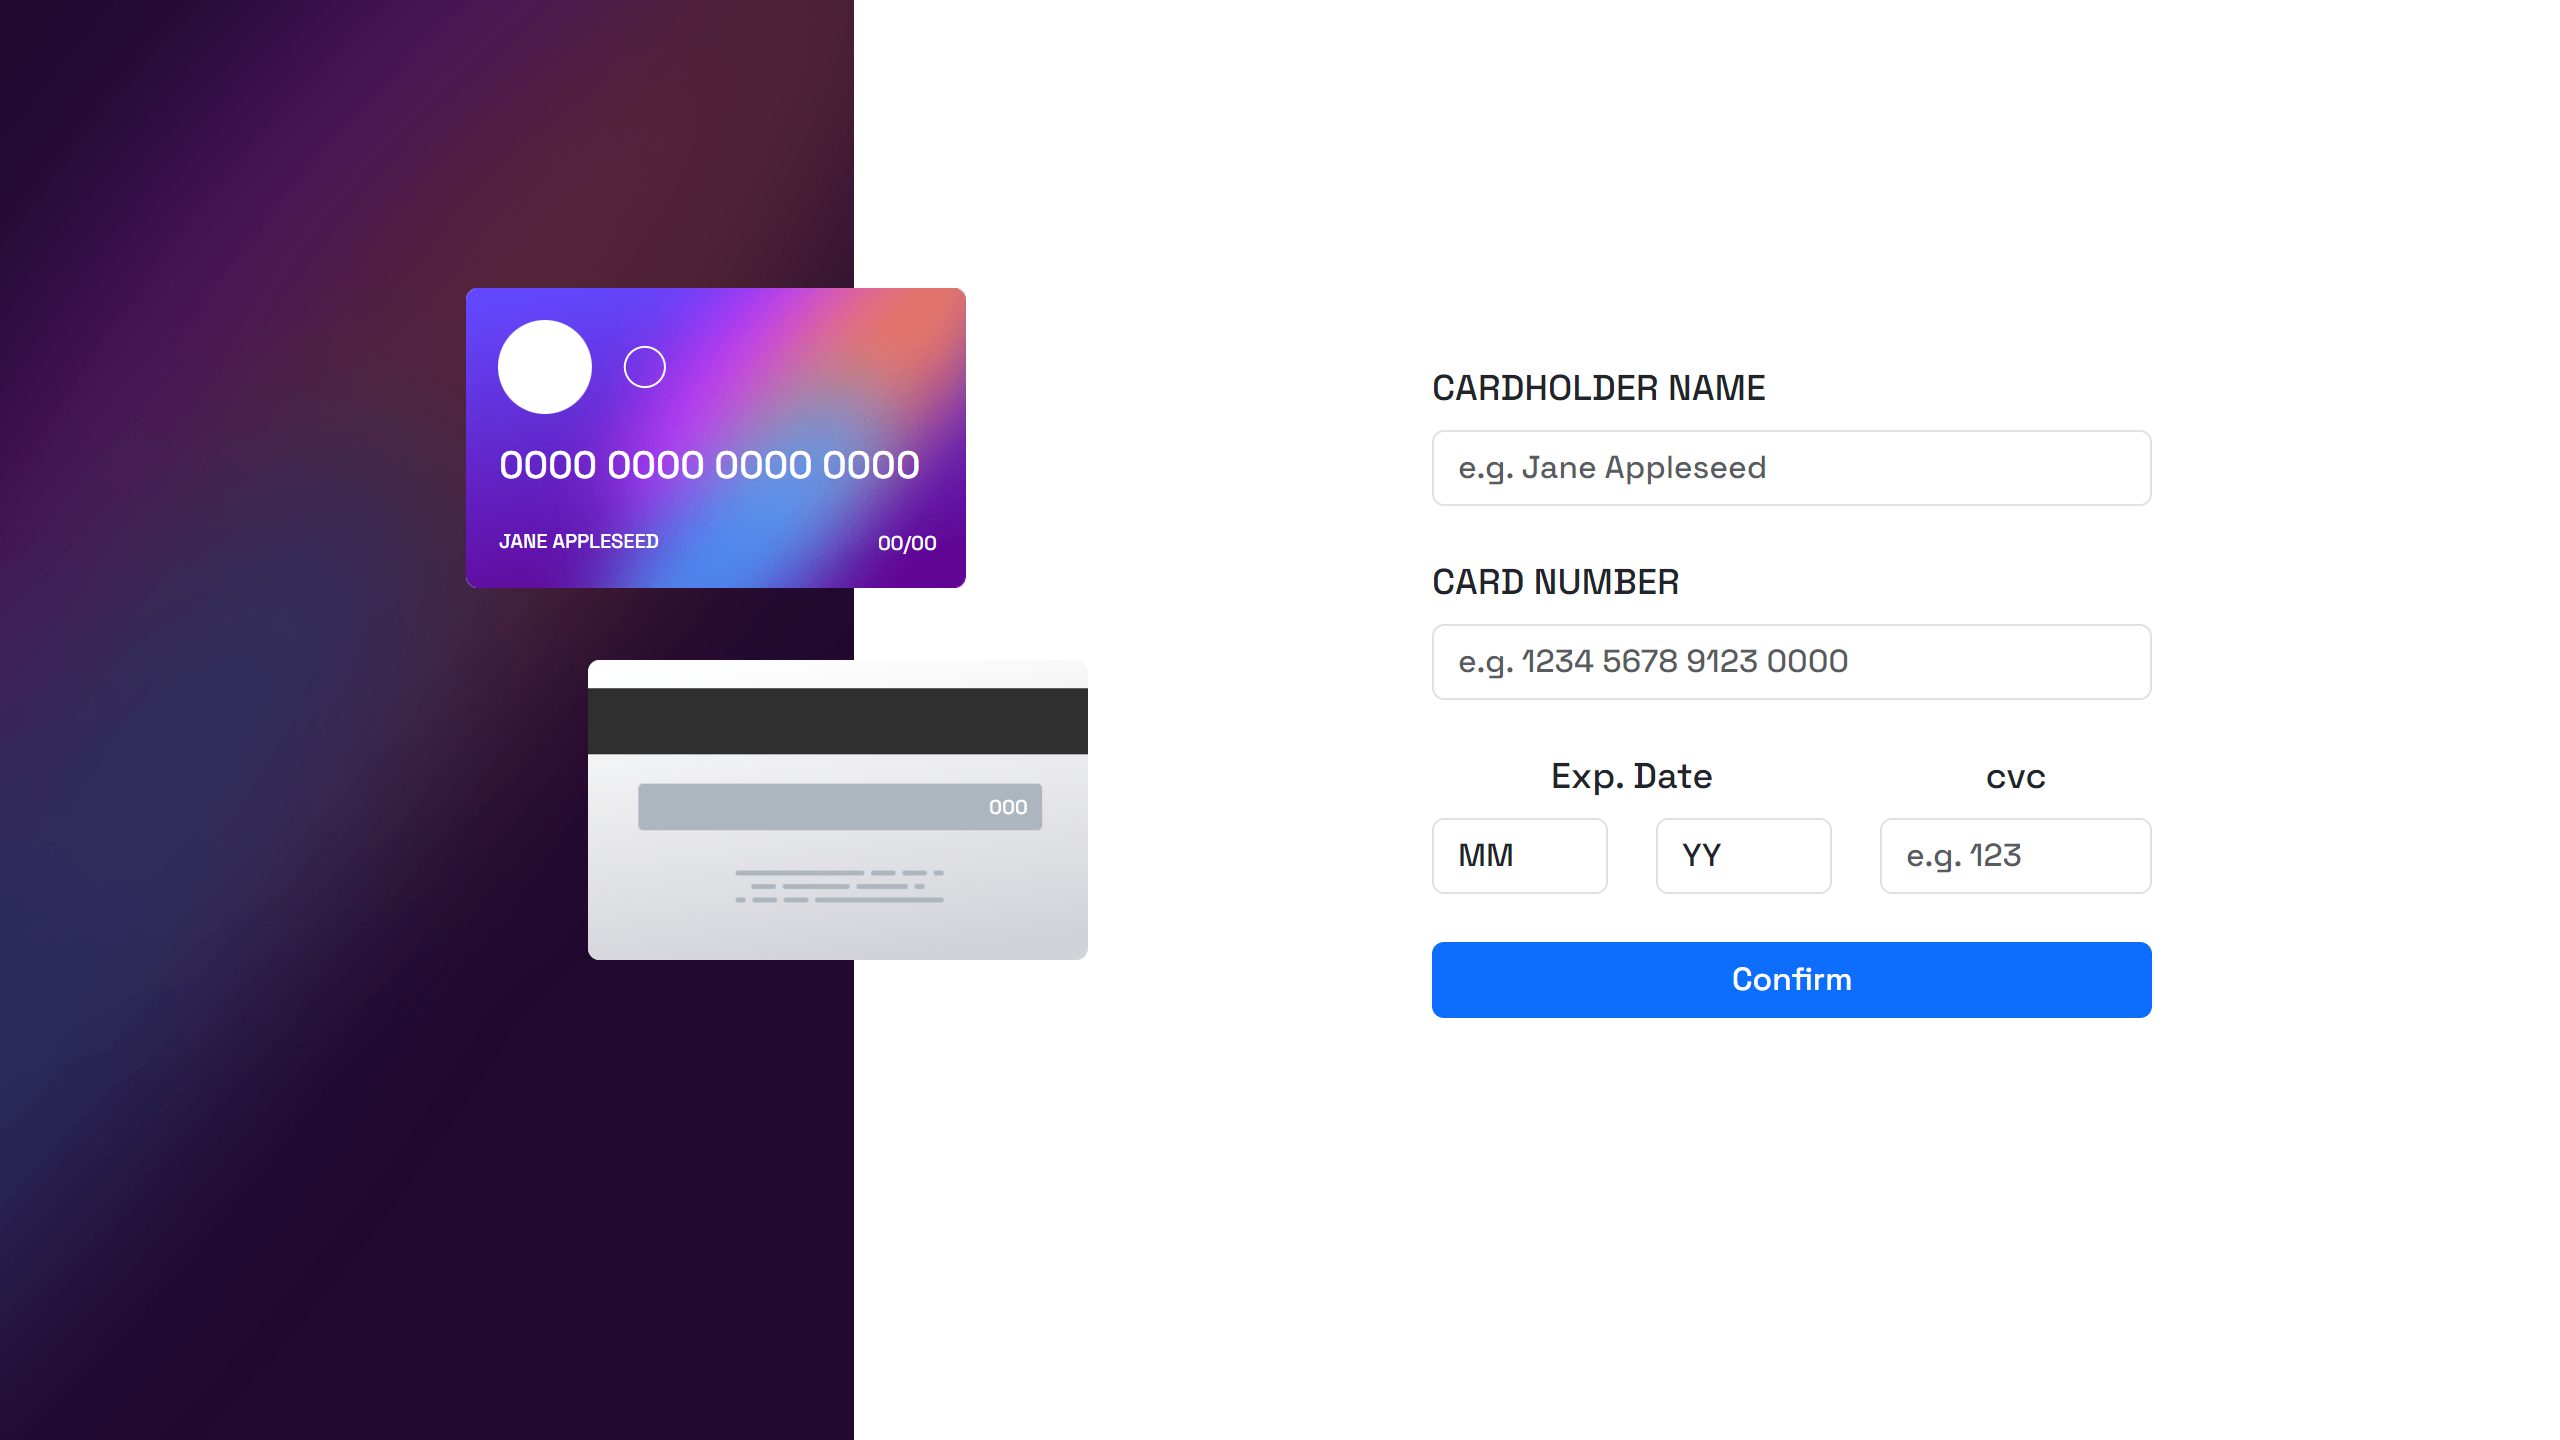 0000 0000 0000 0000
JANE APPLESEED
00/00
000
CARDHOLDER NAME
e.g. Jane Appleseed
CARD NUMBER
e.g. 1234 5678 9123 0000
Exp. Date
cvc
MM
YY
e.g. 123
Confirm